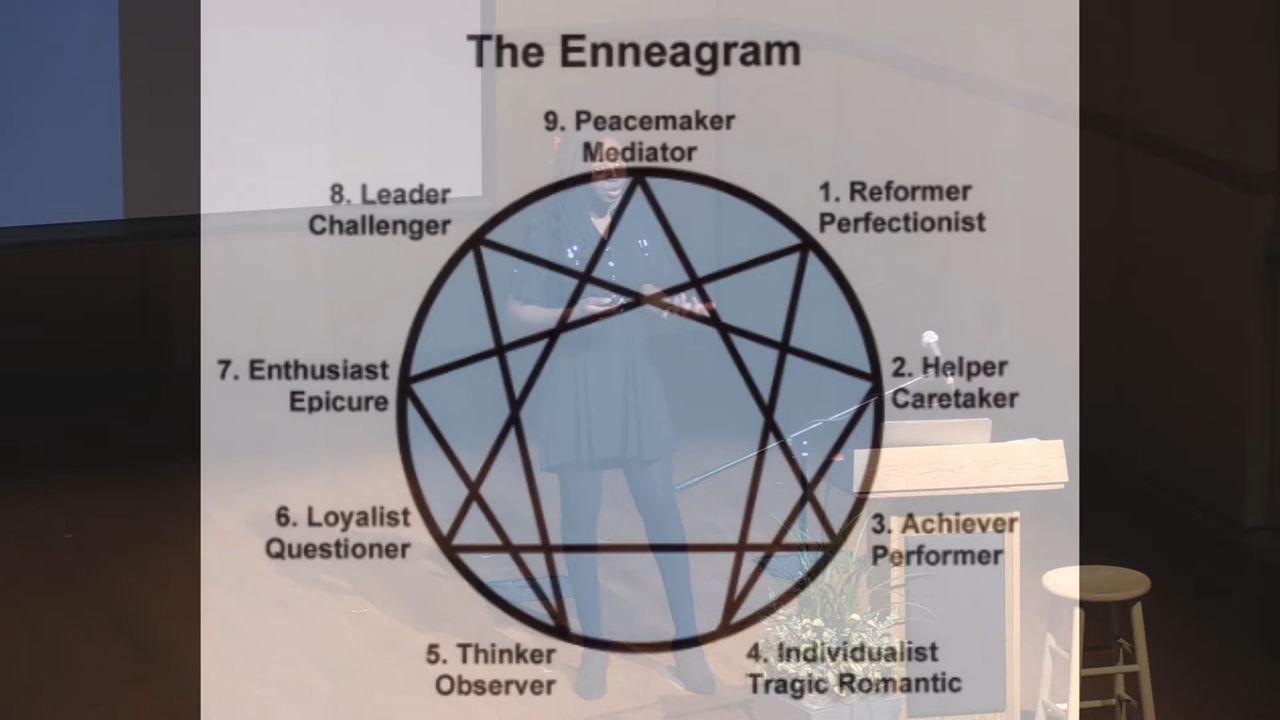 The Enneagram
9. Peacemaker
Mediator
8. Leader
Challenger
1. Reformer
Perfectionist
7. Enthusiast
Epicure
2. Helper
Caretaker
6. Loyalist
Questioner
3. Achiever
Performer
5. Thinker
Observer
4. Individualist
Tragic Romantic